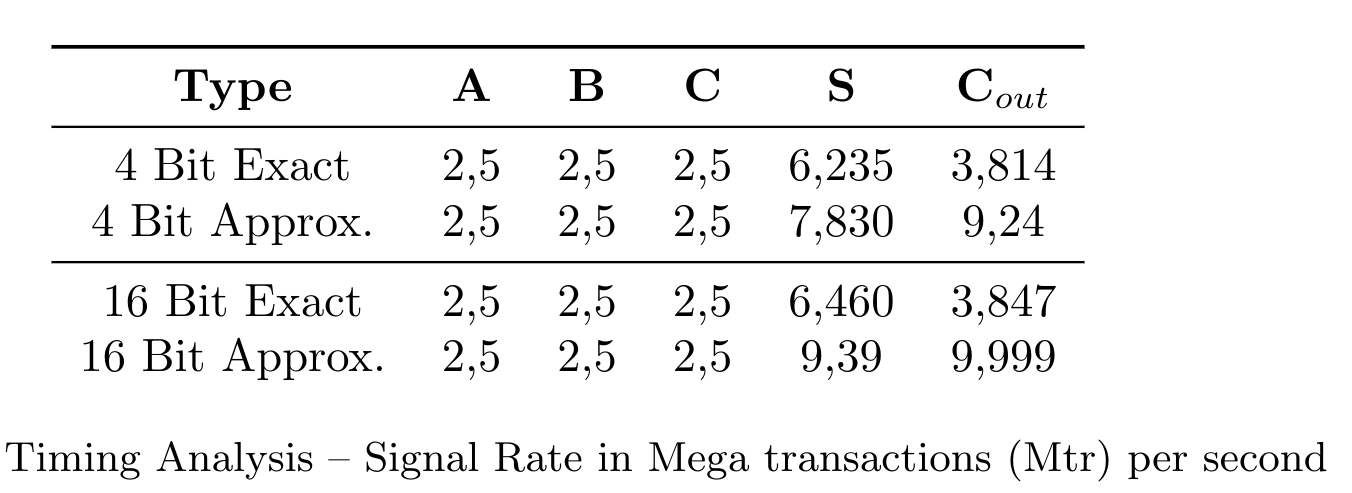 Type A B C S C_out
4 Bit Exact 2,5 2,5 2,5 6,235 3,814
4 Bit Approx. 2,5 2,5 2,5 7,830 9,24
16 Bit Exact 2,5 2,5 2,5 6,460 3,847
16 Bit Approx. 2,5 2,5 2,5 9,39 9,999
Timing Analysis – Signal Rate in Mega transactions (Mtr) per second